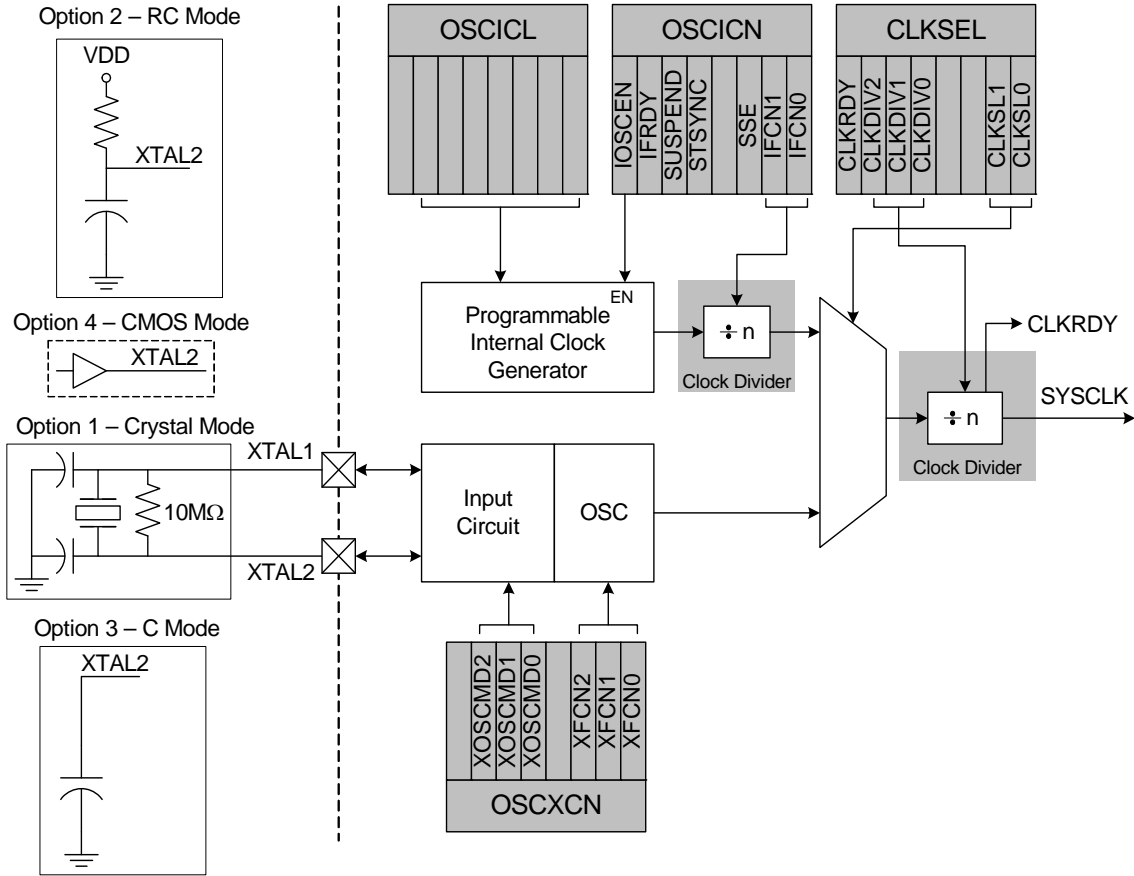 Option 2 – RC Mode
VDD
XTAL2
Option 4 – CMOS Mode
XTAL2
Option 1 – Crystal Mode
XTAL1
10MΩ
XTAL2
Option 3 – C Mode
XTAL2
OSCICL
OSCICN
IOSCEN
IFRDY
SUSPEND
STSYNC
SSE
IFCN1
IFCN0
CLKSEL
CLKRDY
CLKDIV2
CLKDIV1
CLKDIV0
CLKSL1
CLKSL0
EN
Programmable
Internal Clock
Generator
÷ n
Clock Divider
CLKRDY
SYSCLK
÷ n
Clock Divider
Input
Circuit
OSC
XOSCMD2
XOSCMD1
XOSCMD0
XFCN2
XFCN1
XFCN0
OSCXCN